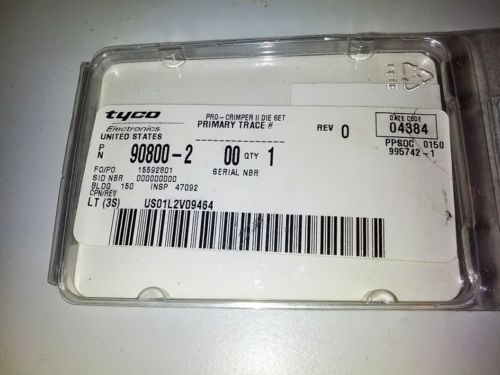 tyco
Electronics
UNITED STATES
PRO-CRIMPER II DIE SET
PRIMARY TRACE #
REV 0
DATE CODE
04384
PN 90800-2 00 QTY 1
SERIAL NBR
PPSOC 0150
995742-1
FO/PO 15592801
SID NBR 000000000
BLDG 150 INSP 47092
CPN/REV
LT (3S) US01L2V09464